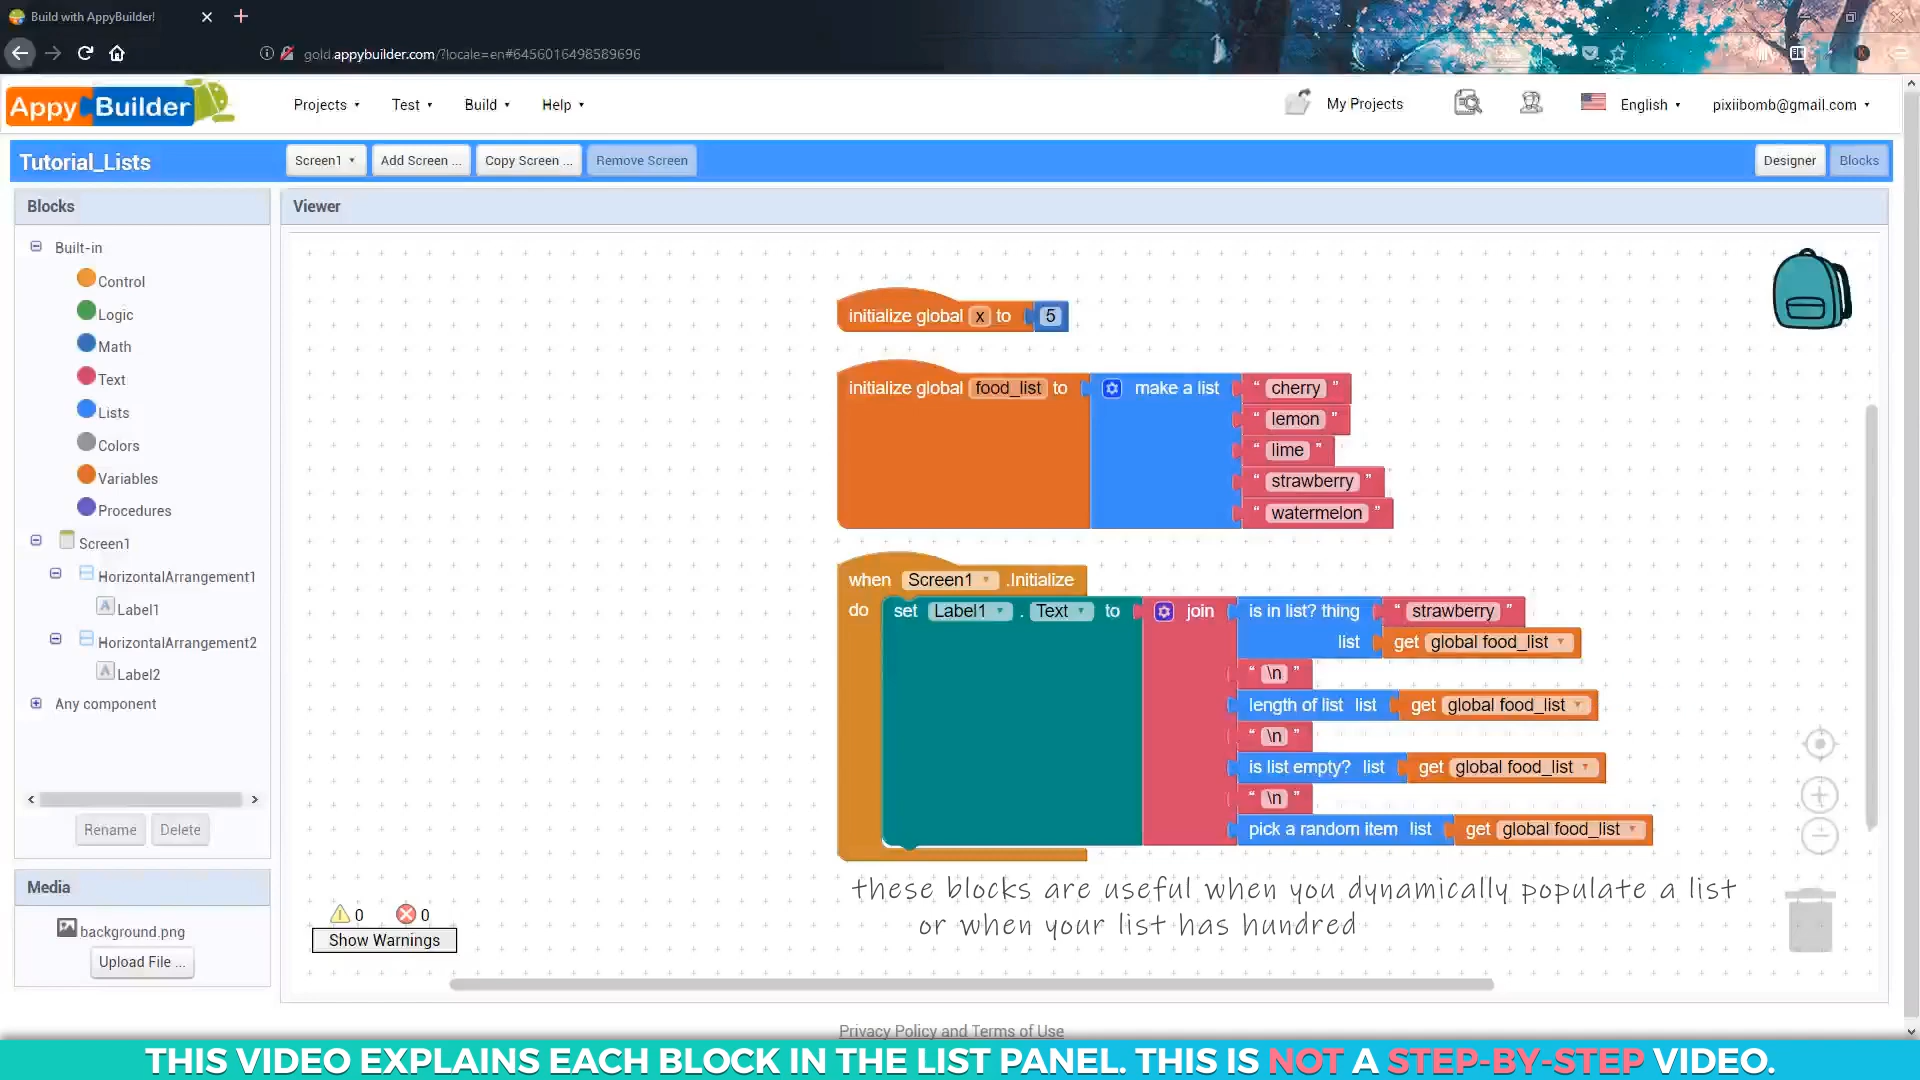 Build with AppyBuilder!
gold.appybuilder.com/?locale=en#6456016498589696
Appy Builder
Projects Test Build Help My Projects English pixiibomb@gmail.com
Tutorial_Lists Screen1 Add Screen ... Copy Screen ... Remove Screen Designer Blocks
Blocks
Viewer
Built-in
Control
Logic
Math
Text
Lists
Colors
Variables
Procedures
Screen1
HorizontalArrangement1
Label1
HorizontalArrangement2
Label2
Any component
Rename Delete
Media
background.png
Upload File ...
initialize global x to 5
initialize global food_list to make a list " cherry "
" lemon "
" lime "
" strawberry "
" watermelon "
when Screen1 .Initialize
do set Label1 . Text to join is in list? thing " strawberry "
list get global food_list
" \n "
length of list list get global food_list
" \n "
is list empty? list get global food_list
" \n "
pick a random item list get global food_list
these blocks are useful when you dynamically populate a list
or when your list has hundred
0 0
Show Warnings
Privacy Policy and Terms of Use
THIS VIDEO EXPLAINS EACH BLOCK IN THE LIST PANEL. THIS IS NOT A STEP-BY-STEP VIDEO.